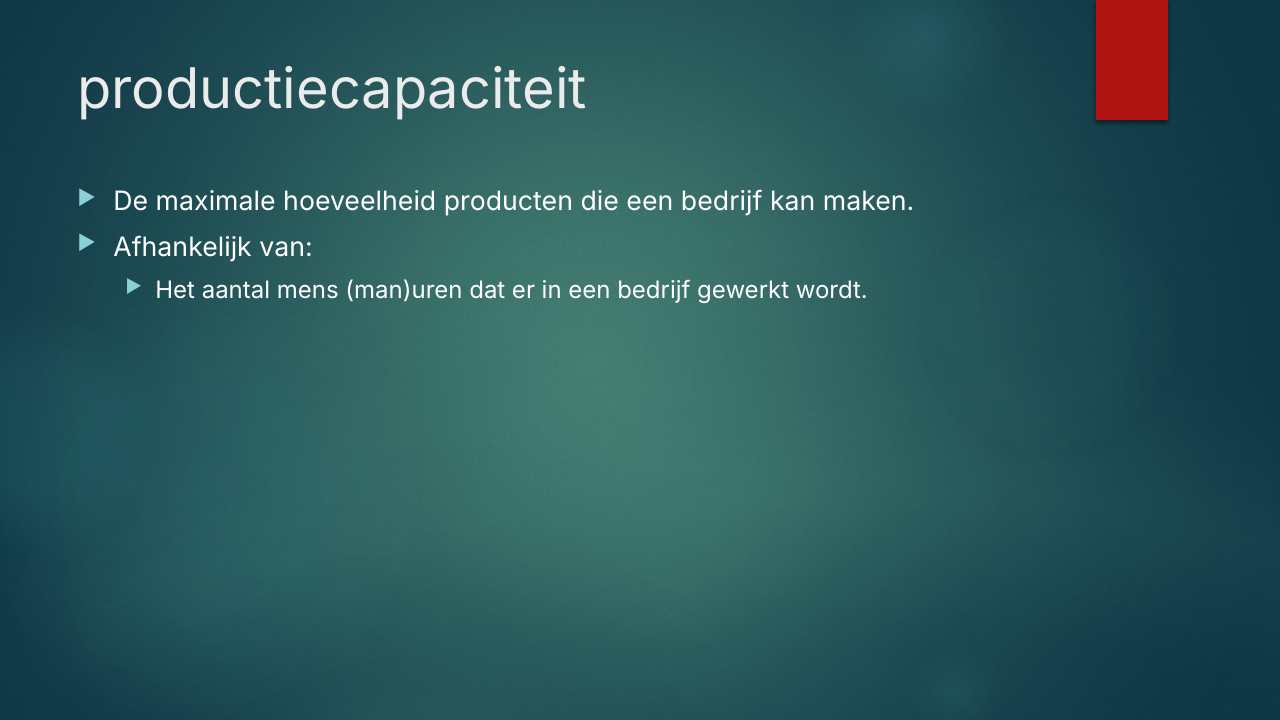 productiecapaciteit
De maximale hoeveelheid producten die een bedrijf kan maken.
Afhankelijk van:
Het aantal mens (man)uren dat er in een bedrijf gewerkt wordt.